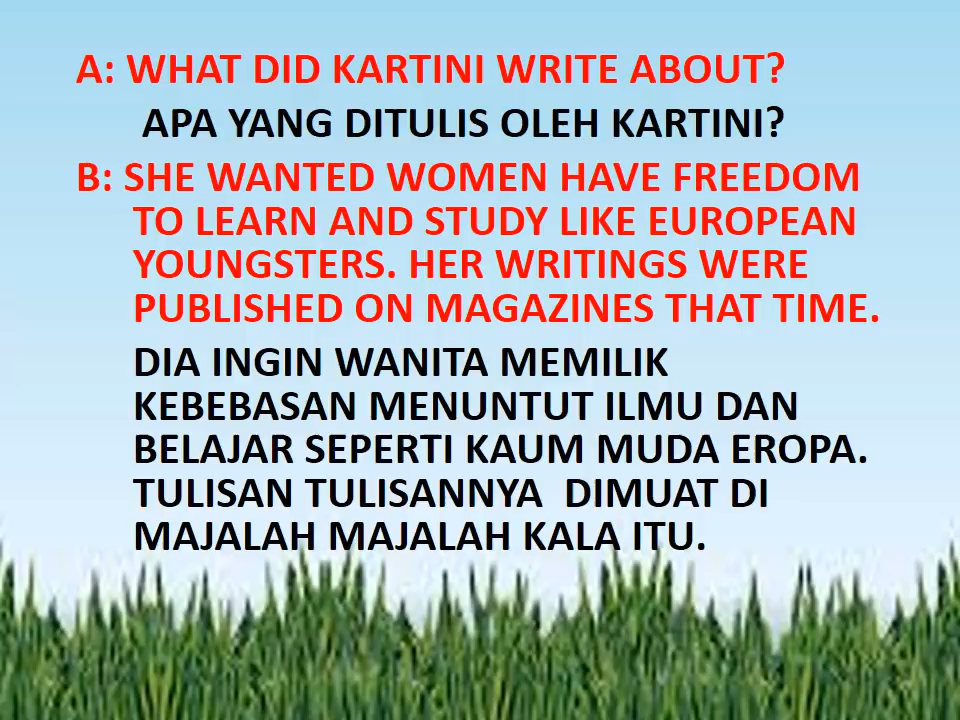 A: WHAT DID KARTINI WRITE ABOUT?
APA YANG DITULIS OLEH KARTINI?
B: SHE WANTED WOMEN HAVE FREEDOM
TO LEARN AND STUDY LIKE EUROPEAN
YOUNGSTERS. HER WRITINGS WERE
PUBLISHED ON MAGAZINES THAT TIME.
DIA INGIN WANITA MEMILIK
KEBEBASAN MENUNTUT ILMU DAN
BELAJAR SEPERTI KAUM MUDA EROPA.
TULISAN TULISANNYA  DIMUAT DI
MAJALAH MAJALAH KALA ITU.